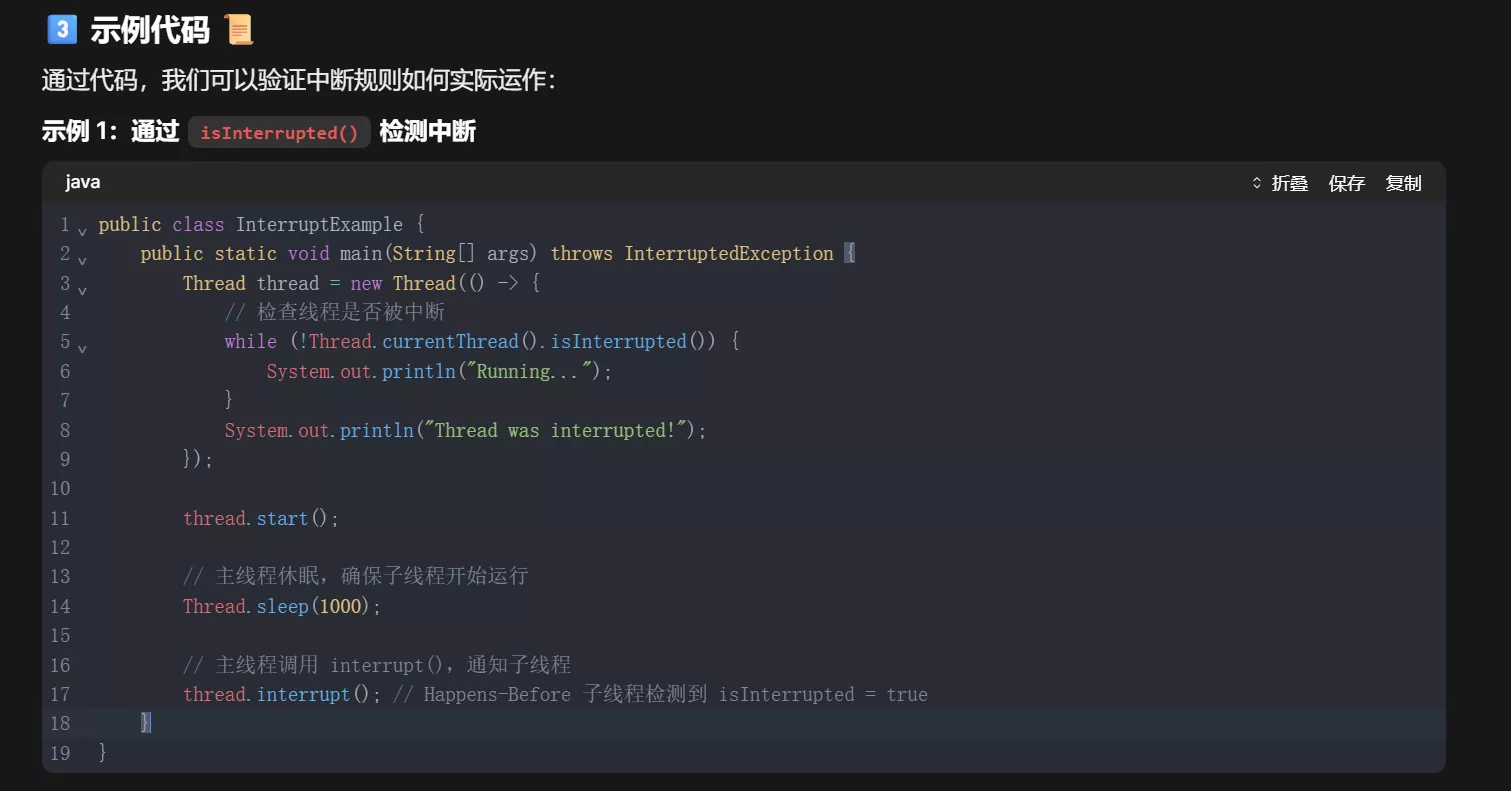 3 示例代码
通过代码，我们可以验证中断规则如何实际运作：
示例 1：通过 isInterrupted() 检测中断
java 折叠 保存 复制
1 public class InterruptExample {
2     public static void main(String[] args) throws InterruptedException {
3         Thread thread = new Thread(() -> {
4             // 检查线程是否被中断
5             while (!Thread.currentThread().isInterrupted()) {
6                 System.out.println("Running...");
7             }
8             System.out.println("Thread was interrupted!");
9         });
10
11         thread.start();
12
13         // 主线程休眠，确保子线程开始运行
14         Thread.sleep(1000);
15
16         // 主线程调用 interrupt()，通知子线程
17         thread.interrupt(); // Happens-Before 子线程检测到 isInterrupted = true
18     }
19 }